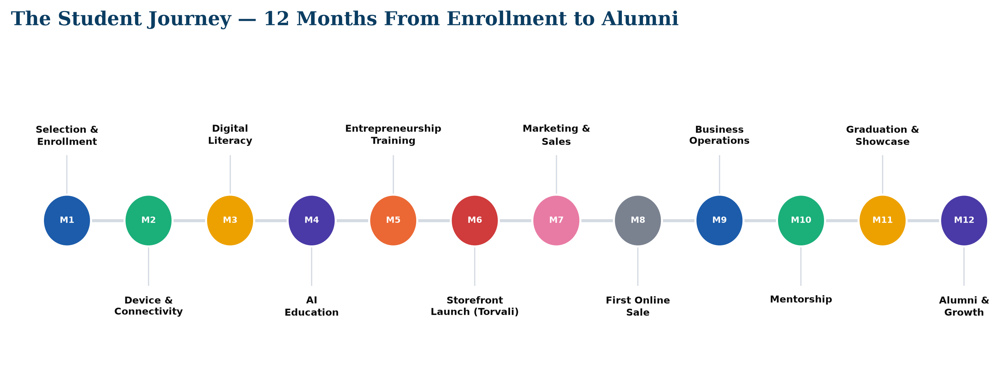 The Student Journey — 12 Months From Enrollment to Alumni
Selection &
Enrollment
Digital
Literacy
Entrepreneurship
Training
Marketing &
Sales
Business
Operations
Graduation &
Showcase
M1
M2
M3
M4
M5
M6
M7
M8
M9
M10
M11
M12
Device &
Connectivity
AI
Education
Storefront
Launch (Torvali)
First Online
Sale
Mentorship
Alumni &
Growth